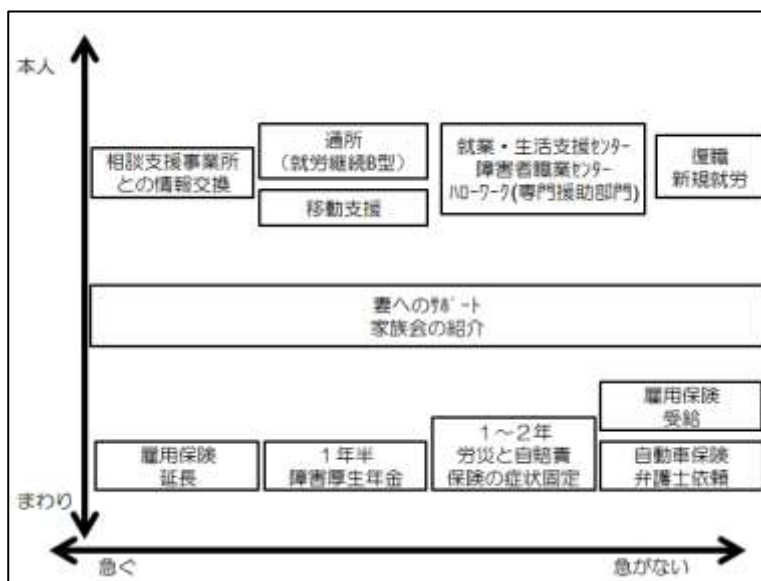 本人
相談支援事業所
との情報交換
通所
（就労継続B型）
移動支援
就業・生活支援ｾﾝﾀｰ
障害者職業ｾﾝﾀｰ
ﾊﾛｰﾜｰｸ(専門援助部門)
復職
新規就労
妻へのｻﾎﾟｰﾄ
家族会の紹介
雇用保険
延長
１年半
障害厚生年金
１～２年
労災と自賠責
保険の症状固定
雇用保険
受給
自動車保険
弁護士依頼
まわり
急ぐ
急がない